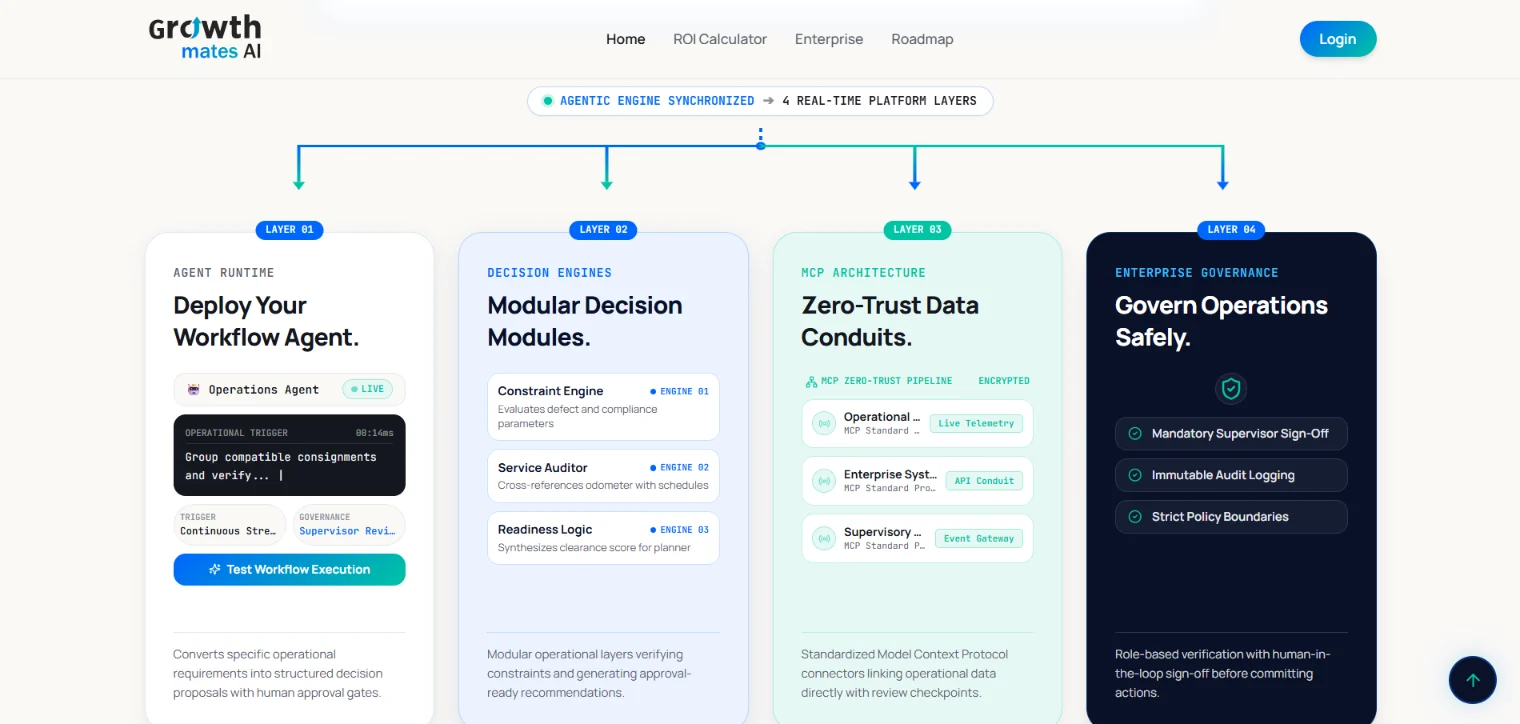 Growth
mates AI
Home
ROI Calculator
Enterprise
Roadmap
Login
AGENTIC ENGINE SYNCHRONIZED → 4 REAL-TIME PLATFORM LAYERS
LAYER 01
AGENT RUNTIME
Deploy Your
Workflow Agent.
Operations Agent
LIVE
OPERATIONAL TRIGGER
08:14ms
Group compatible consignments
and verify... |
TRIGGER
Continuous Stre…
GOVERNANCE
Supervisor Revi…
Test Workflow Execution
Converts specific operational
requirements into structured decision
proposals with human approval gates.
LAYER 02
DECISION ENGINES
Modular Decision
Modules.
Constraint Engine
ENGINE 01
Evaluates defect and compliance
parameters
Service Auditor
ENGINE 02
Cross-references odometer with schedules
Readiness Logic
ENGINE 03
Synthesizes clearance score for planner
Modular operational layers verifying
constraints and generating approval-
ready recommendations.
LAYER 03
MCP ARCHITECTURE
Zero-Trust Data
Conduits.
MCP ZERO-TRUST PIPELINE
ENCRYPTED
Operational …
MCP Standard …
Live Telemetry
Enterprise Syst…
MCP Standard Pro…
API Conduit
Supervisory …
MCP Standard P…
Event Gateway
Standardized Model Context Protocol
connectors linking operational data
directly with review checkpoints.
LAYER 04
ENTERPRISE GOVERNANCE
Govern Operations
Safely.
Mandatory Supervisor Sign-Off
Immutable Audit Logging
Strict Policy Boundaries
Role-based verification with human-in-
the-loop sign-off before committing
actions.